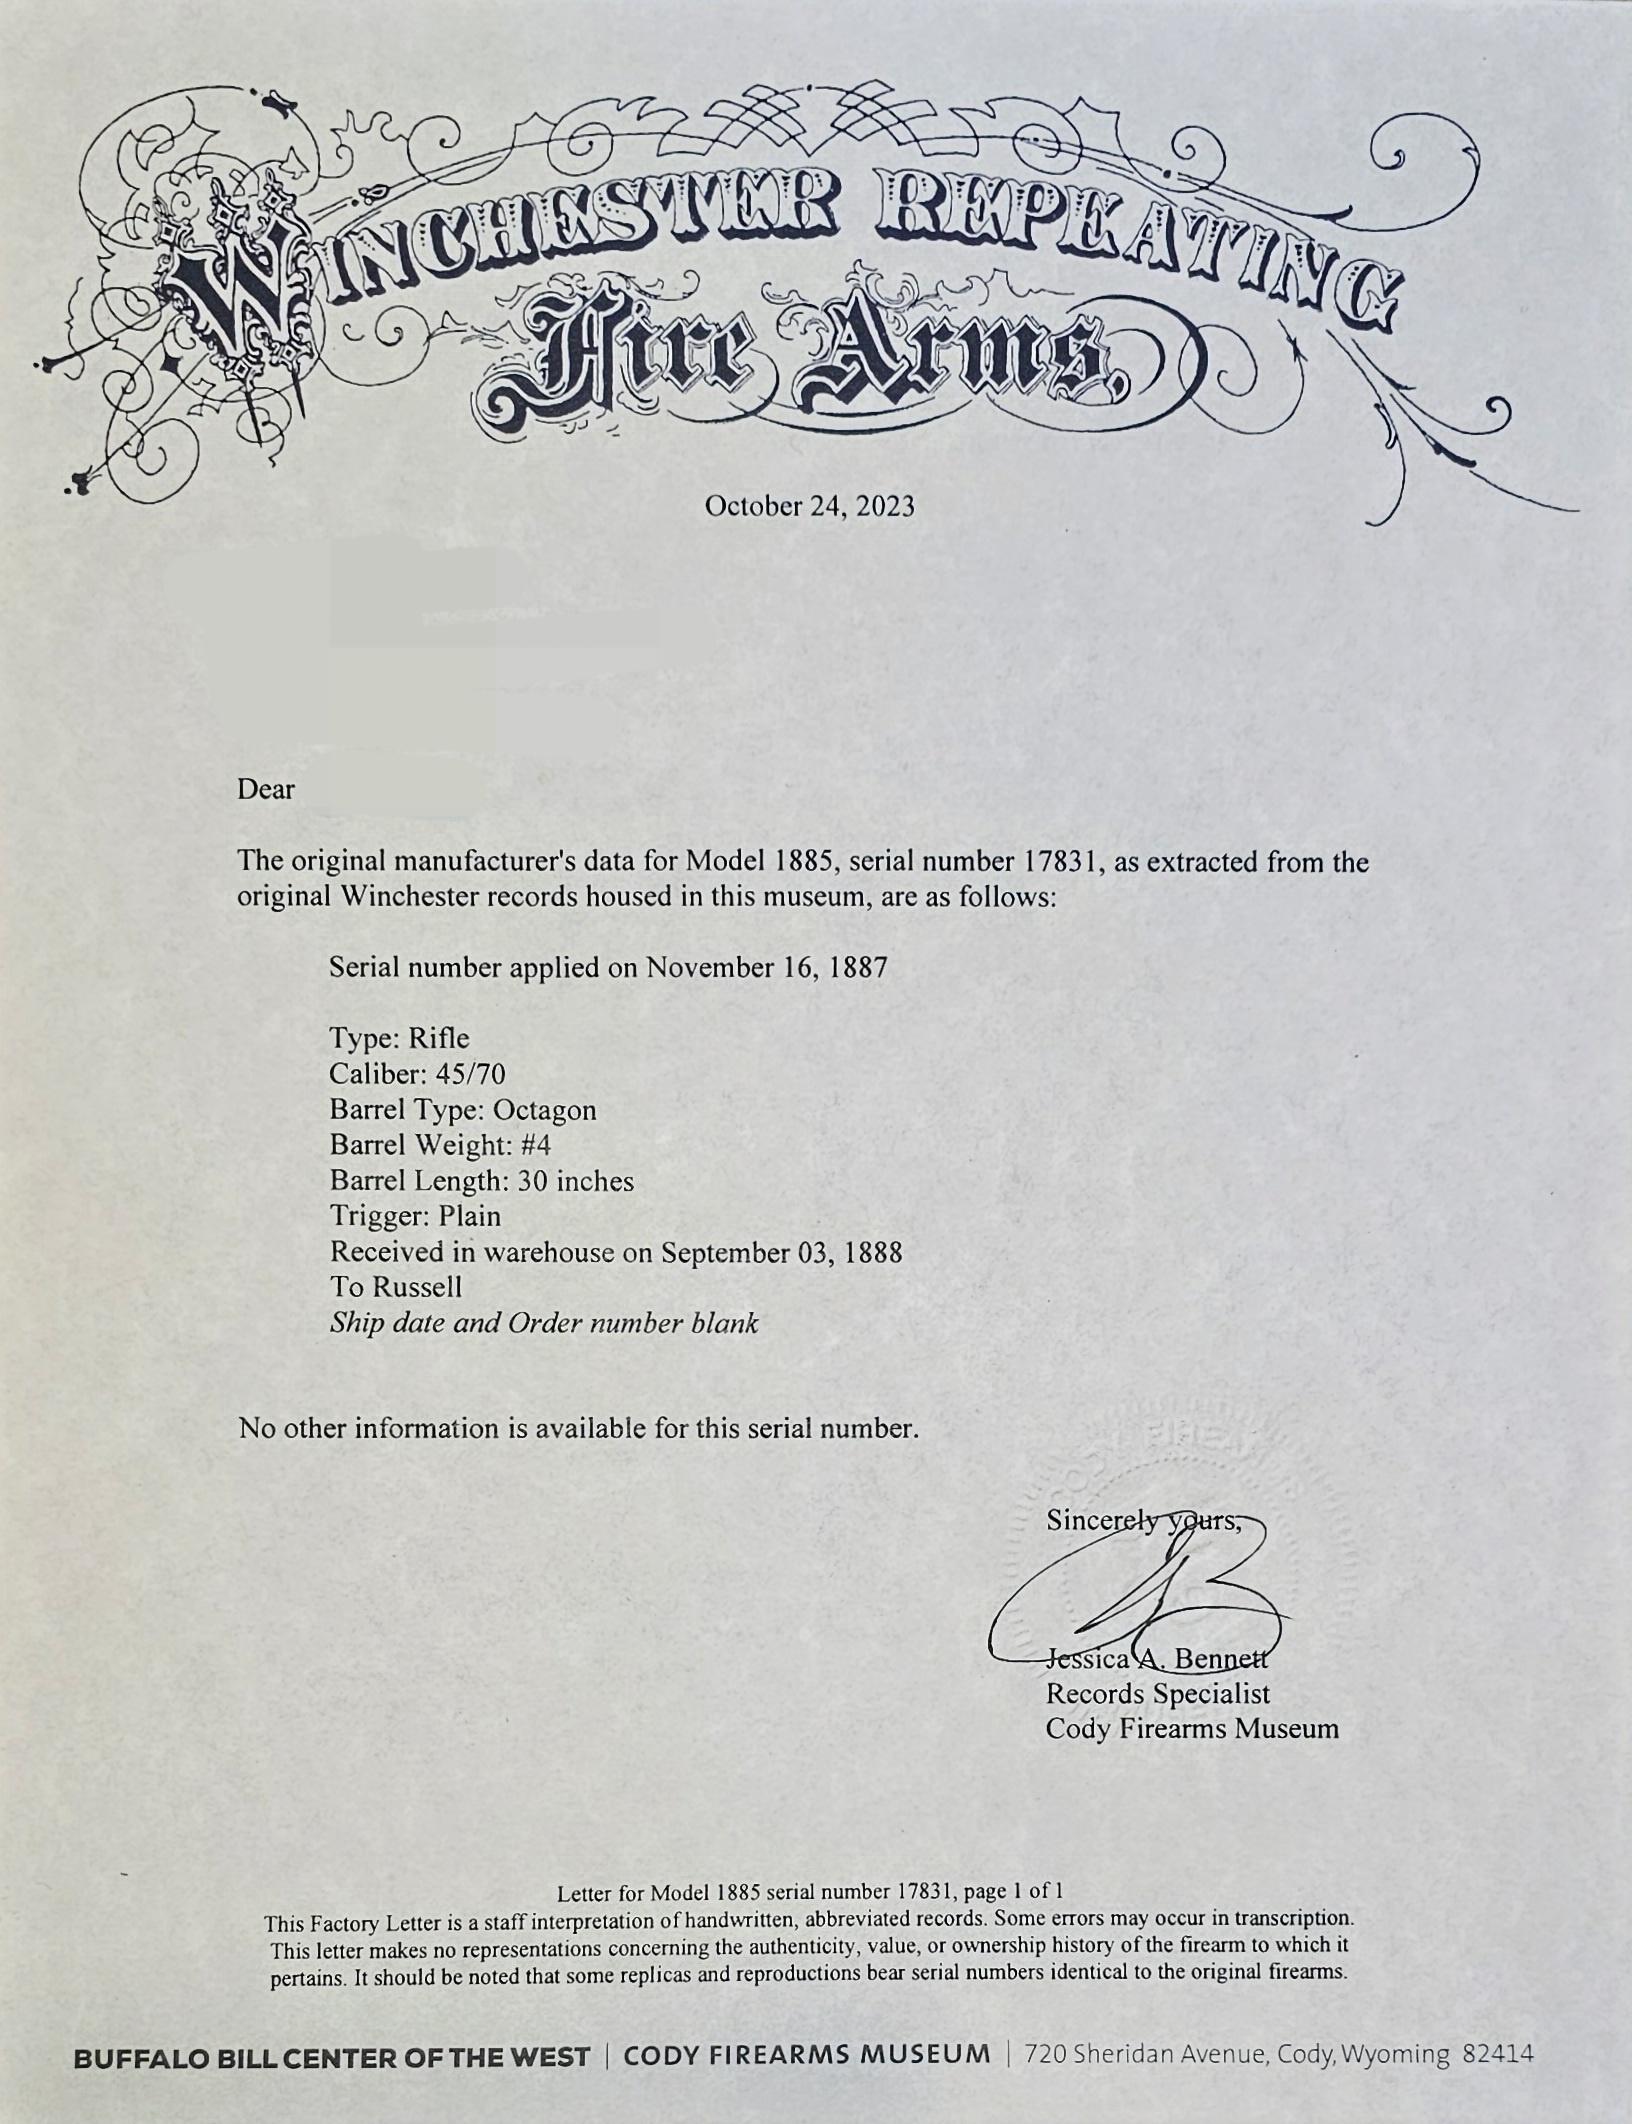 WINCHESTER REPEATING
Fire Arms,
October 24, 2023
Dear
The original manufacturer's data for Model 1885, serial number 17831, as extracted from the
original Winchester records housed in this museum, are as follows:
Serial number applied on November 16, 1887
Type: Rifle
Caliber: 45/70
Barrel Type: Octagon
Barrel Weight: #4
Barrel Length: 30 inches
Trigger: Plain
Received in warehouse on September 03, 1888
To Russell
Ship date and Order number blank
No other information is available for this serial number.
Sincerely yours,
Jessica A. Bennett
Records Specialist
Cody Firearms Museum
Letter for Model 1885 serial number 17831, page 1 of 1
This Factory Letter is a staff interpretation of handwritten, abbreviated records. Some errors may occur in transcription.
This letter makes no representations concerning the authenticity, value, or ownership history of the firearm to which it
pertains. It should be noted that some replicas and reproductions bear serial numbers identical to the original firearms.
BUFFALO BILL CENTER OF THE WEST | CODY FIREARMS MUSEUM | 720 Sheridan Avenue, Cody, Wyoming 82414